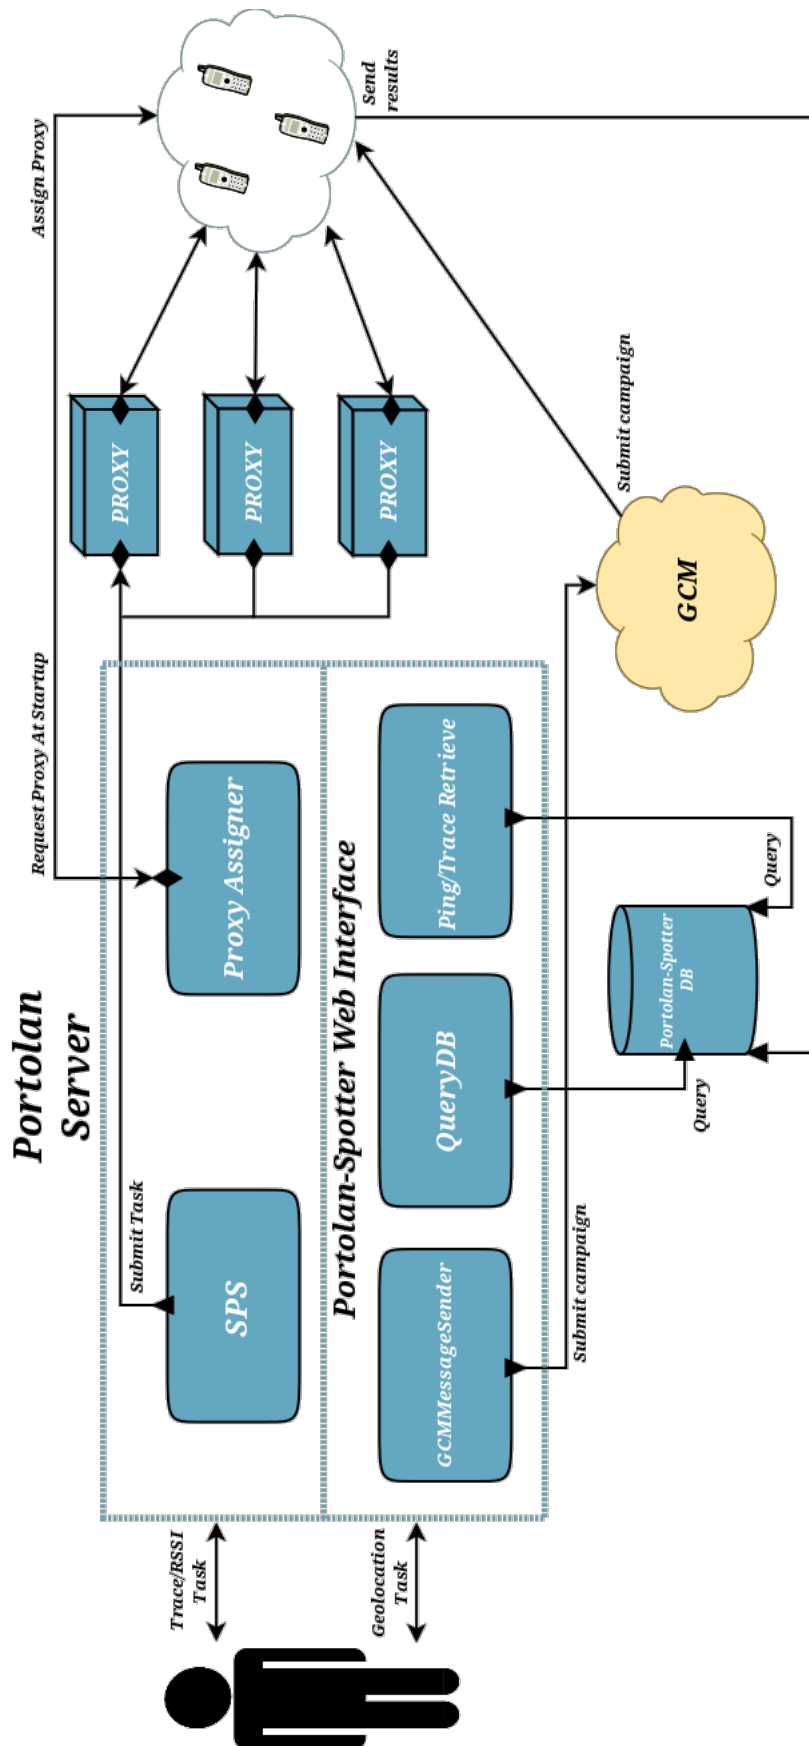 Portolan
Server
Request Proxy At Startup
Assign Proxy
Trace/RSSI
Task
Submit Task
SPS
Proxy Assigner
PROXY
PROXY
PROXY
Send
results
Geolocation
Task
Portolan-Spotter Web Interface
GCMMessageSender
QueryDB
Ping/Trace Retrieve
Submit campaign
Submit campaign
GCM
Query
Portolan-Spotter
DB
Query